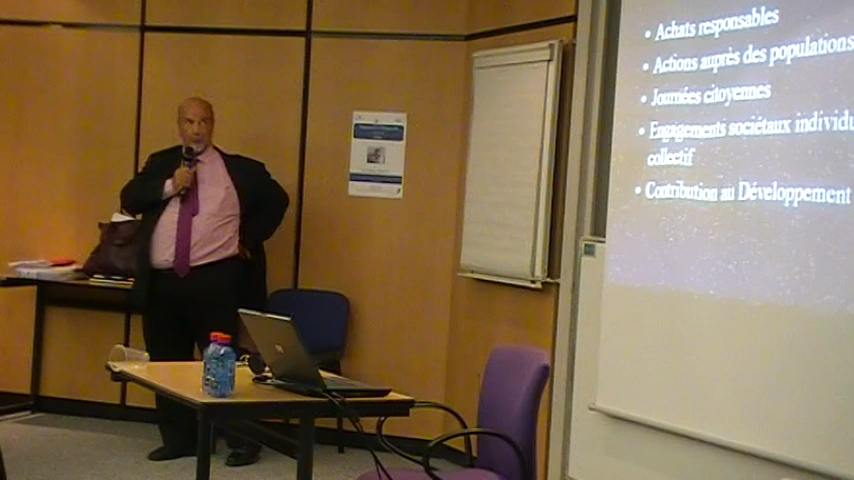 • Achats responsables
• Actions auprès des populations
• Journées citoyennes
• Engagements sociétaux individu
collectif
• Contribution au Développement